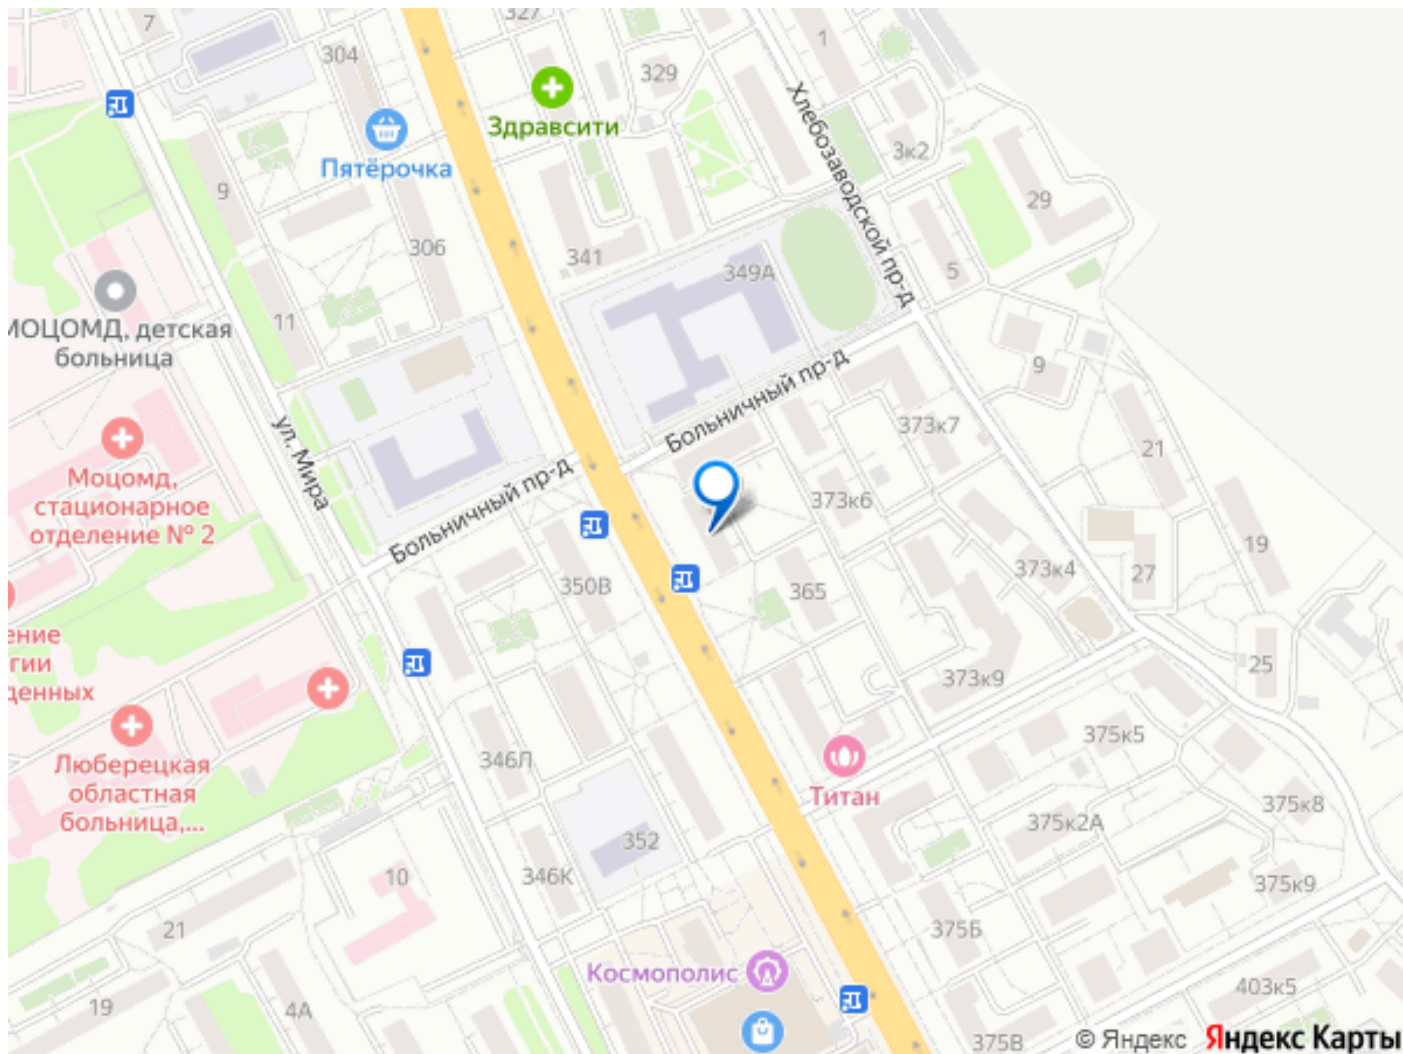 7
304
327
1
329
Здравсити
Хлебозаводской пр-д
3к2
Пятёрочка
9
29
306
341
349А
5
МОЦОМД, детская
больница
11
Больничный пр-д
9
373к7
ул. Мира
21
Моцомд,
стационарное
отделение № 2
Больничный пр-д
373к6
19
350В
365
373к4
27
ение
гии
денных
25
373к9
346Л
375к5
Люберецкая
областная
больница,...
Титан
375к8
352
375к2А
10
346К
375к9
21
375Б
Космополис
19
4А
403к5
375В
© Яндекс Яндекс Карты